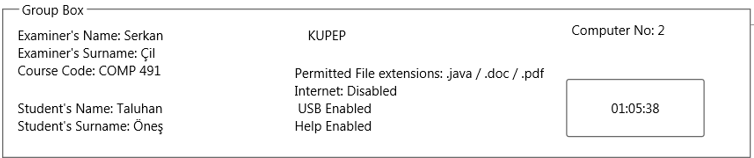 Group Box
Examiner's Name: Serkan
Examiner's Surname: Çil
Course Code: COMP 491
Student's Name: Taluhan
Student's Surname: Öneş
KUPEP
Permitted File extensions: .java / .doc / .pdf
Internet: Disabled
USB Enabled
Help Enabled
Computer No: 2
01:05:38